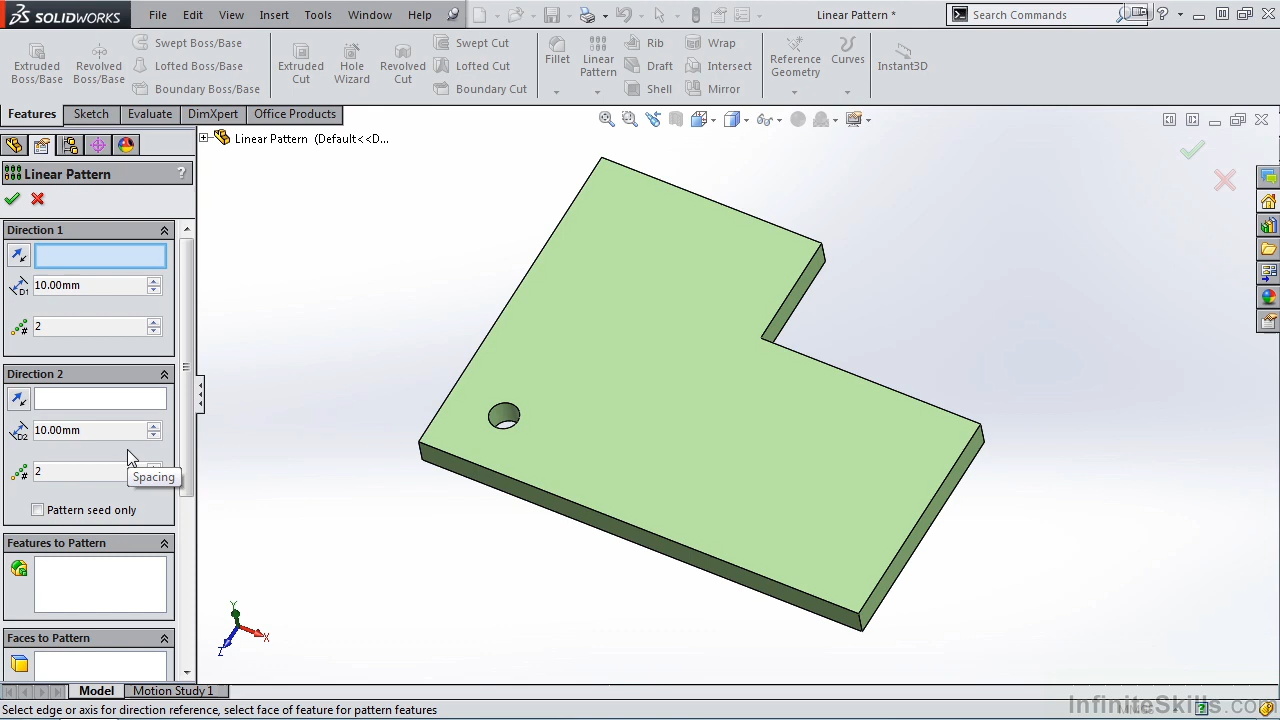 SOLIDWORKS File Edit View Insert Tools Window Help Linear Pattern * Search Commands
Extruded Boss/Base
Revolved Boss/Base
Swept Boss/Base
Lofted Boss/Base
Boundary Boss/Base
Extruded Cut
Hole Wizard
Revolved Cut
Swept Cut
Lofted Cut
Boundary Cut
Fillet
Linear Pattern
Rib
Draft
Shell
Wrap
Intersect
Mirror
Reference Geometry
Curves
Instant3D
Features Sketch Evaluate DimXpert Office Products
Linear Pattern (Default<<D...
Linear Pattern ?
Direction 1
D1 10.00mm
# 2
Direction 2
D2 10.00mm
# 2
Spacing
Pattern seed only
Features to Pattern
Faces to Pattern
Y
X
Z
Model Motion Study 1
Select edge or axis for direction reference, select face of feature for pattern features
InfiniteSkills.com